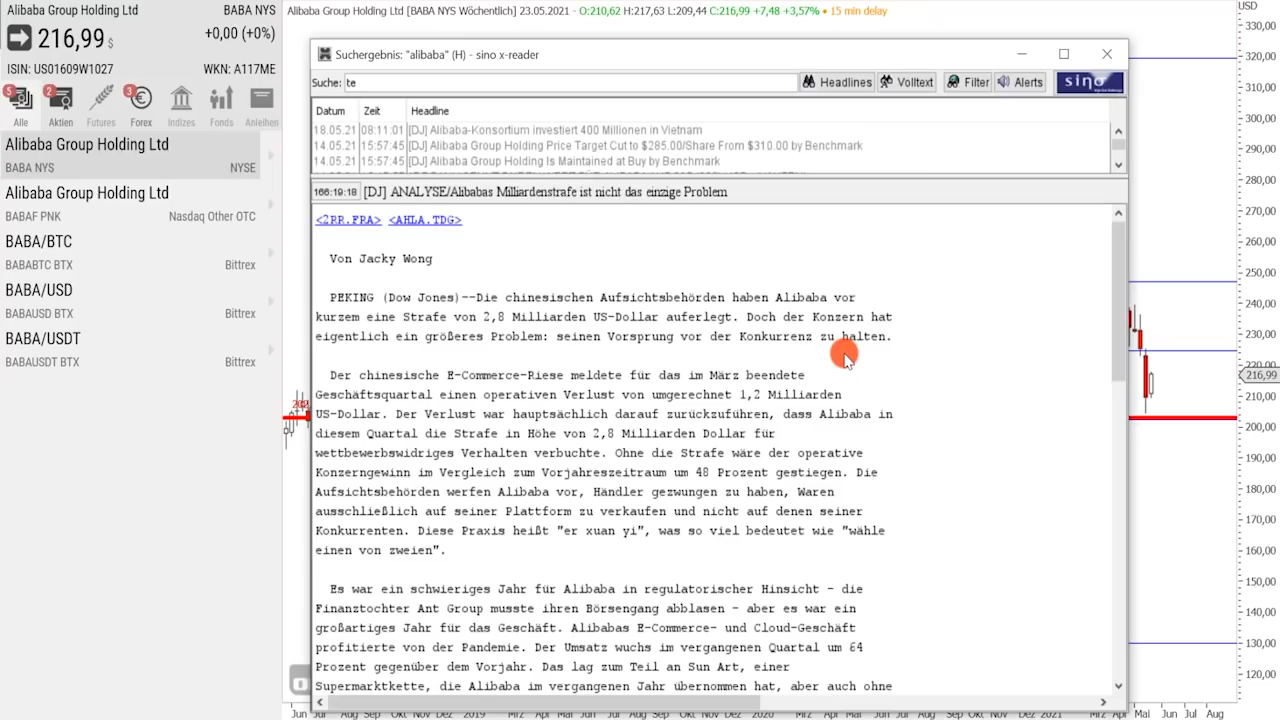 Alibaba Group Holding Ltd BABA NYS
216,99 $ +0,00 (+0%)
ISIN: US01609W1027 WKN: A117ME
5 2 3
Alle Aktien Futures Forex Indizes Fonds Anleihen
Alibaba Group Holding Ltd
BABA NYS NYSE
Alibaba Group Holding Ltd
BABAF PNK Nasdaq Other OTC
BABA/BTC
BABABTC BTX Bittrex
BABA/USD
BABAUSD BTX Bittrex
BABA/USDT
BABAUSDT BTX Bittrex
Alibaba Group Holding Ltd [BABA NYS Wöchentlich] 23.05.2021 - O:210,62 H:217,63 L:209,44 C:216,99 +7,48 +3,57% • 15 min delay
Suchergebnis: "alibaba" (H) - sino x-reader
Suche: te Headlines Volltext Filter Alerts sino
Datum Zeit Headline
18.05.21 08:11:01 [DJ] Alibaba-Konsortium investiert 400 Millionen in Vietnam
14.05.21 15:57:45 [DJ] Alibaba Group Holding Price Target Cut to $285.00/Share From $310.00 by Benchmark
14.05.21 15:57:45 [DJ] Alibaba Group Holding Is Maintained at Buy by Benchmark
166:19:18 [DJ] ANALYSE/Alibabas Milliardenstrafe ist nicht das einzige Problem
<2RR.FRA> <AHLA.TDG>
Von Jacky Wong
PEKING (Dow Jones)--Die chinesischen Aufsichtsbehörden haben Alibaba vor
kurzem eine Strafe von 2,8 Milliarden US-Dollar auferlegt. Doch der Konzern hat
eigentlich ein größeres Problem: seinen Vorsprung vor der Konkurrenz zu halten.
Der chinesische E-Commerce-Riese meldete für das im März beendete
Geschäftsquartal einen operativen Verlust von umgerechnet 1,2 Milliarden
US-Dollar. Der Verlust war hauptsächlich darauf zurückzuführen, dass Alibaba in
diesem Quartal die Strafe in Höhe von 2,8 Milliarden Dollar für
wettbewerbswidriges Verhalten verbuchte. Ohne die Strafe wäre der operative
Konzerngewinn im Vergleich zum Vorjahreszeitraum um 48 Prozent gestiegen. Die
Aufsichtsbehörden werfen Alibaba vor, Händler gezwungen zu haben, Waren
ausschließlich auf seiner Plattform zu verkaufen und nicht auf denen seiner
Konkurrenten. Diese Praxis heißt "er xuan yi", was so viel bedeutet wie "wähle
einen von zweien".
Es war ein schwieriges Jahr für Alibaba in regulatorischer Hinsicht - die
Finanztochter Ant Group musste ihren Börsengang abblasen - aber es war ein
großartiges Jahr für das Geschäft. Alibabas E-Commerce- und Cloud-Geschäft
profitierte von der Pandemie. Der Umsatz wuchs im vergangenen Quartal um 64
Prozent gegenüber dem Vorjahr. Das lag zum Teil an Sun Art, einer
Supermarktkette, die Alibaba im vergangenen Jahr übernommen hat, aber auch ohne
USD
330,00
310,00
300,00
290,00
280,00
270,00
260,00
250,00
240,00
230,00
220,00
216,99
210,00
200,00
190,00
180,00
170,00
160,00
150,00
140,00
130,00
120,00
110,00
Jun Jul Aug Sep Okt Nov Dez 2019 Mrz Apr Mai Jun Jul Aug Sep Okt Nov Dez 2020 Mrz Apr Mai Jun Jul Aug Sep Okt Nov Dez 2021 Mrz Apr Mai Jun Jul Aug